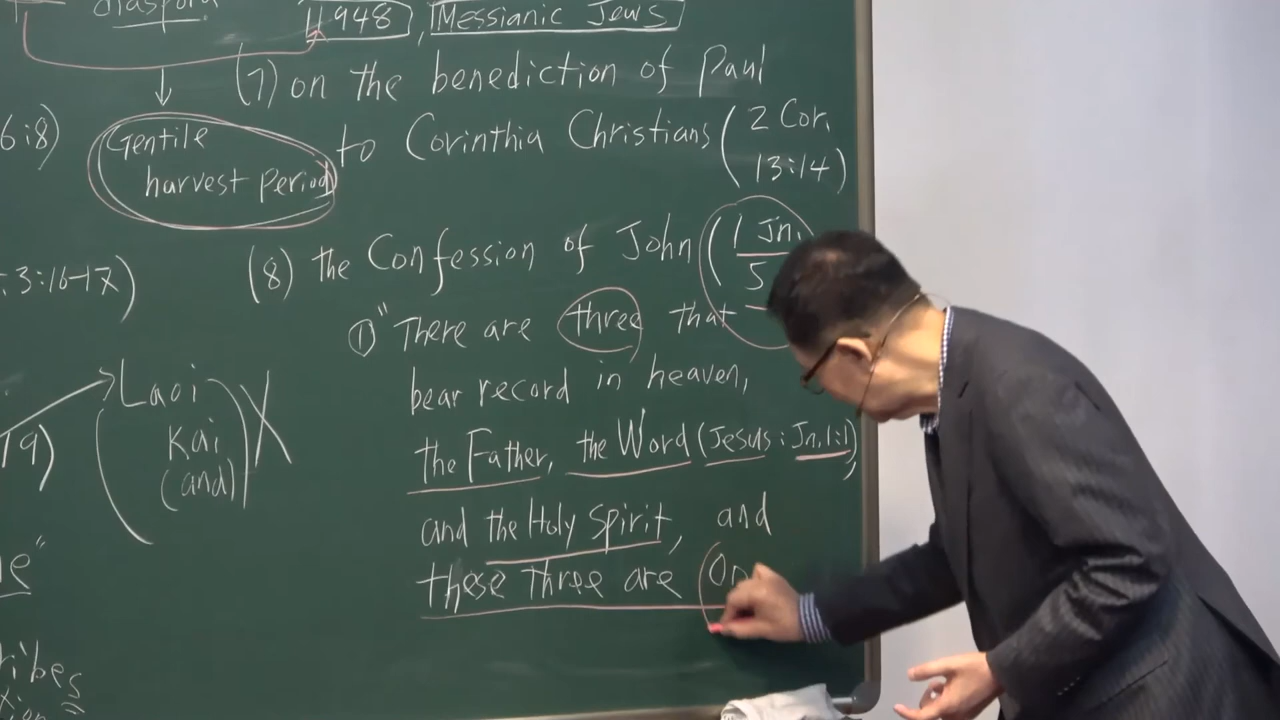 diaspora
1948, Messianic Jews
(7) on the benediction of Paul
to Corinthia Christians (2 Cor, 13:14)
6:8)
Gentile
harvest Period
(8) the Confession of John (1 Jn, 5
3:16-17)
① "There are three that
bear record in heaven,
Laoi
Kai
(and)
19)
the Father, the Word (Jesus: Jn, 1:1),
and the Holy Spirit, and
these three are